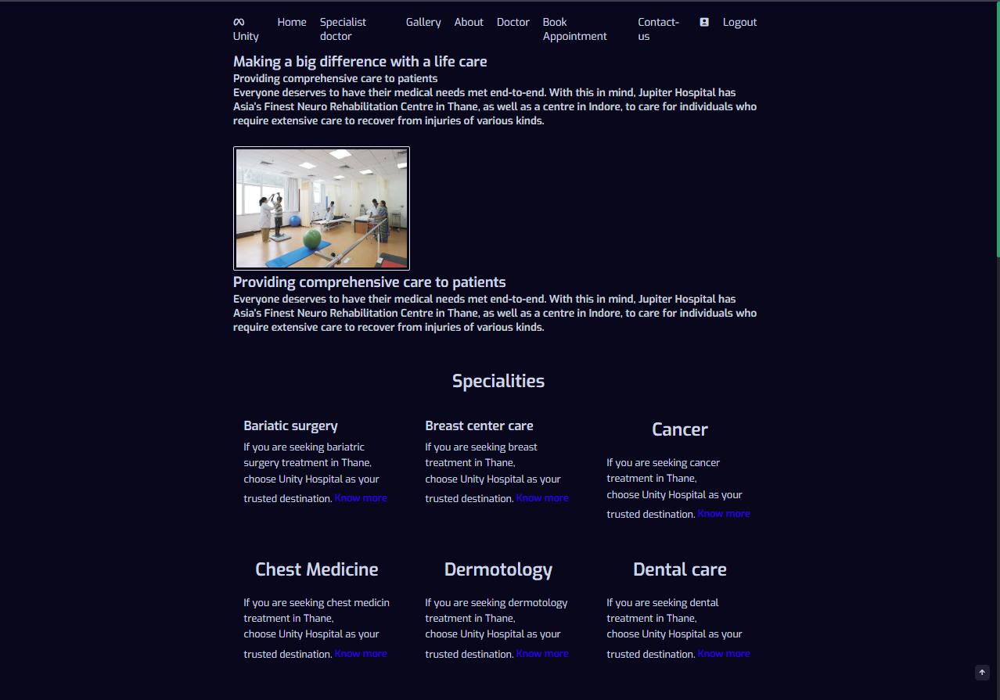 Home
Specialist
doctor
Gallery
About
Doctor
Book
Appointment
Contact-
us
Logout
Unity
Making a big difference with a life care
Providing comprehensive care to patients
Everyone deserves to have their medical needs met end-to-end. With this in mind, Jupiter Hospital has
Asia's Finest Neuro Rehabilitation Centre in Thane, as well as a centre in Indore, to care for individuals who
require extensive care to recover from injuries of various kinds.
Providing comprehensive care to patients
Everyone deserves to have their medical needs met end-to-end. With this in mind, Jupiter Hospital has
Asia's Finest Neuro Rehabilitation Centre in Thane, as well as a centre in Indore, to care for individuals who
require extensive care to recover from injuries of various kinds.
Specialities
Bariatic surgery
If you are seeking bariatric
surgery treatment in Thane,
choose Unity Hospital as your
trusted destination. Know more
Breast center care
If you are seeking breast
treatment in Thane,
choose Unity Hospital as your
trusted destination. Know more
Cancer
If you are seeking cancer
treatment in Thane,
choose Unity Hospital as your
trusted destination. Know more
Chest Medicine
If you are seeking chest medicin
treatment in Thane,
choose Unity Hospital as your
trusted destination. Know more
Dermotology
If you are seeking dermotology
treatment in Thane,
choose Unity Hospital as your
trusted destination. Know more
Dental care
If you are seeking dental
treatment in Thane,
choose Unity Hospital as your
trusted destination. Know more